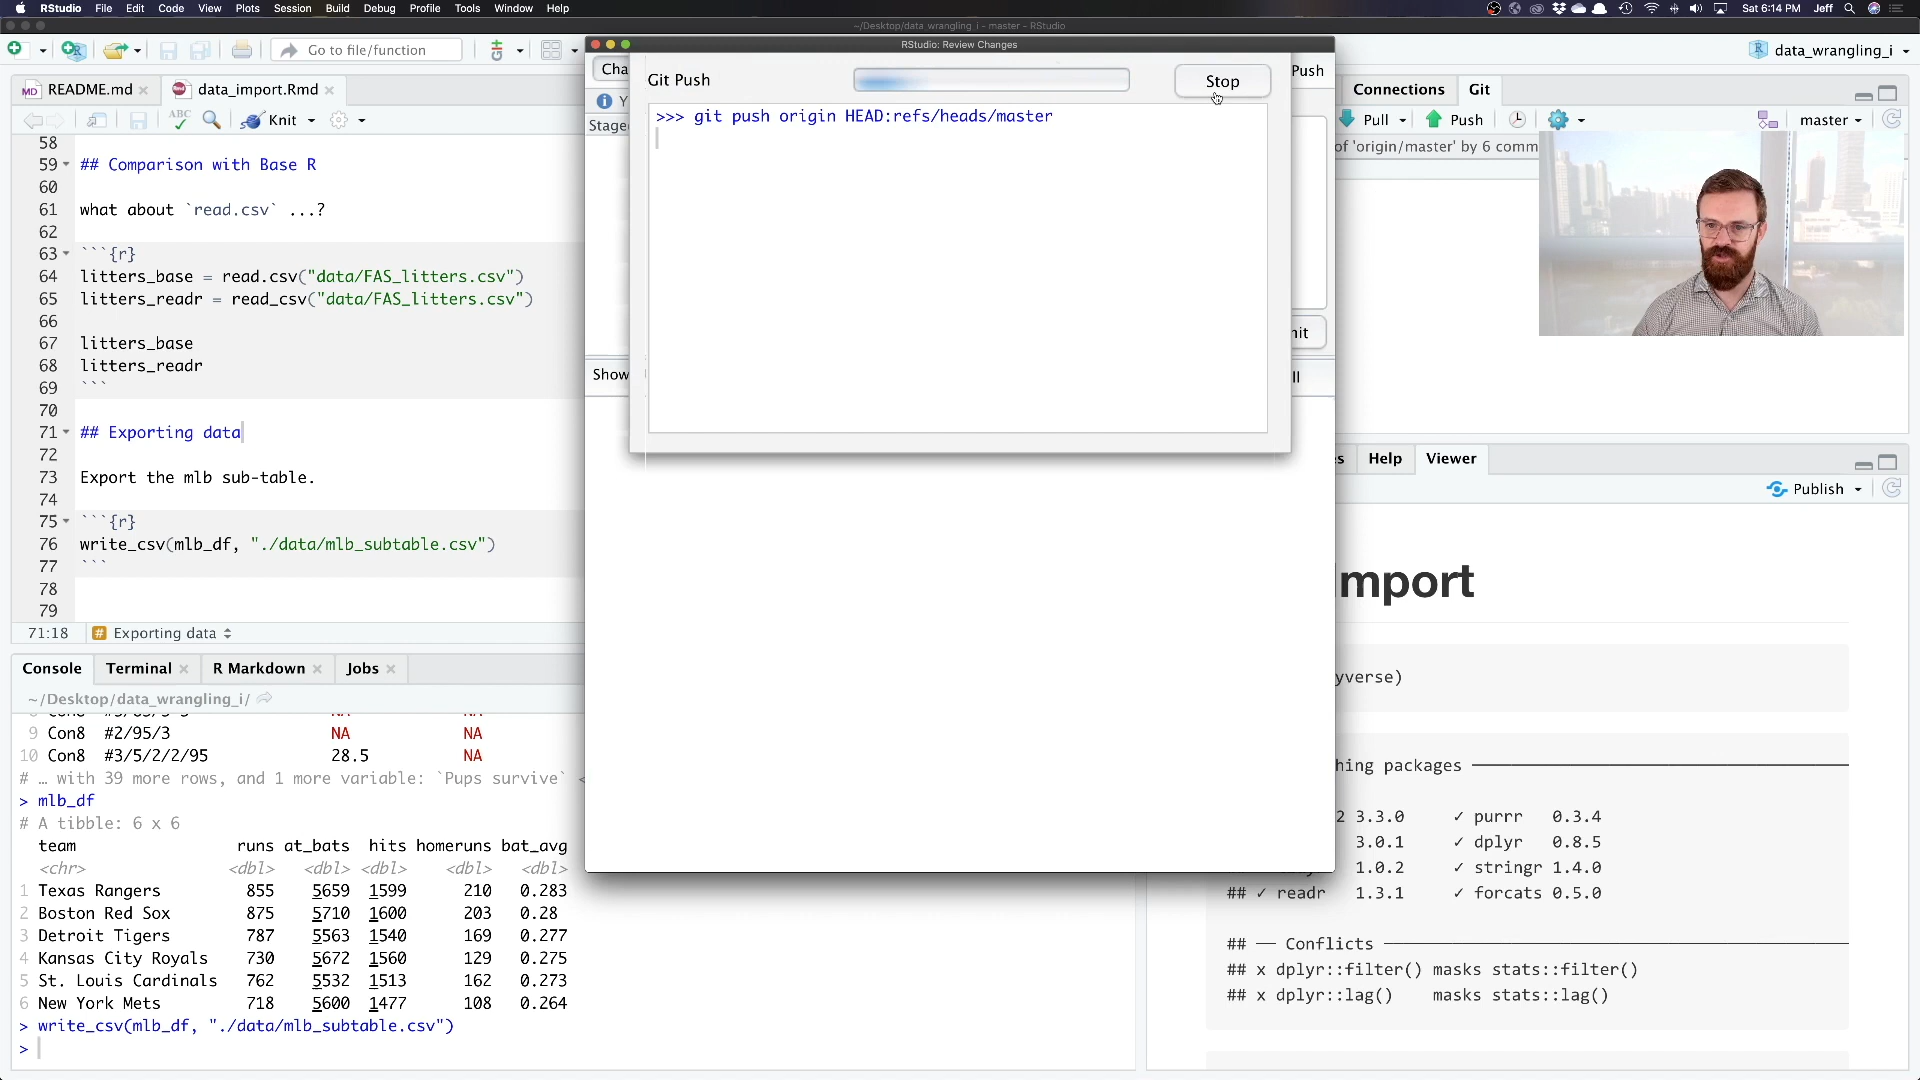 RStudio File Edit Code View Plots Session Build Debug Profile Tools Window Help
Sat 6:14 PM Jeff
~/Desktop/data_wrangling_i - master - RStudio
Go to file/function
data_wrangling_i
README.md
data_import.Rmd
Knit
58
59 ## Comparison with Base R
60
61 what about `read.csv` ...?
62
63 ```{r}
64 litters_base = read.csv("data/FAS_litters.csv")
65 litters_readr = read_csv("data/FAS_litters.csv")
66
67 litters_base
68 litters_readr
69 ```
70
71 ## Exporting data
72
73 Export the mlb sub-table.
74
75 ```{r}
76 write_csv(mlb_df, "./data/mlb_subtable.csv")
77 ```
78
79
71:18 # Exporting data
RStudio: Review Changes
Cha
Push
Y
Stage
nit
Show
ll
Git Push
Stop
>>> git push origin HEAD:refs/heads/master
Connections Git
Pull Push master
of 'origin/master' by 6 comm
es Help Viewer
Publish
Import
yverse)
hing packages
2 3.3.0 ✓ purrr 0.3.4
3.0.1 ✓ dplyr 0.8.5
1.0.2 ✓ stringr 1.4.0
## ✓ readr 1.3.1 ✓ forcats 0.5.0
## ── Conflicts ─────
## x dplyr::filter() masks stats::filter()
## x dplyr::lag() masks stats::lag()
Console Terminal R Markdown Jobs
~/Desktop/data_wrangling_i/
9 Con8 #2/95/3 NA NA
10 Con8 #3/5/2/2/95 28.5 NA
# … with 39 more rows, and 1 more variable: `Pups survive` <
> mlb_df
# A tibble: 6 x 6
team runs at_bats hits homeruns bat_avg
<chr> <dbl> <dbl> <dbl> <dbl> <dbl>
1 Texas Rangers 855 5659 1599 210 0.283
2 Boston Red Sox 875 5710 1600 203 0.28
3 Detroit Tigers 787 5563 1540 169 0.277
4 Kansas City Royals 730 5672 1560 129 0.275
5 St. Louis Cardinals 762 5532 1513 162 0.273
6 New York Mets 718 5600 1477 108 0.264
> write_csv(mlb_df, "./data/mlb_subtable.csv")
>